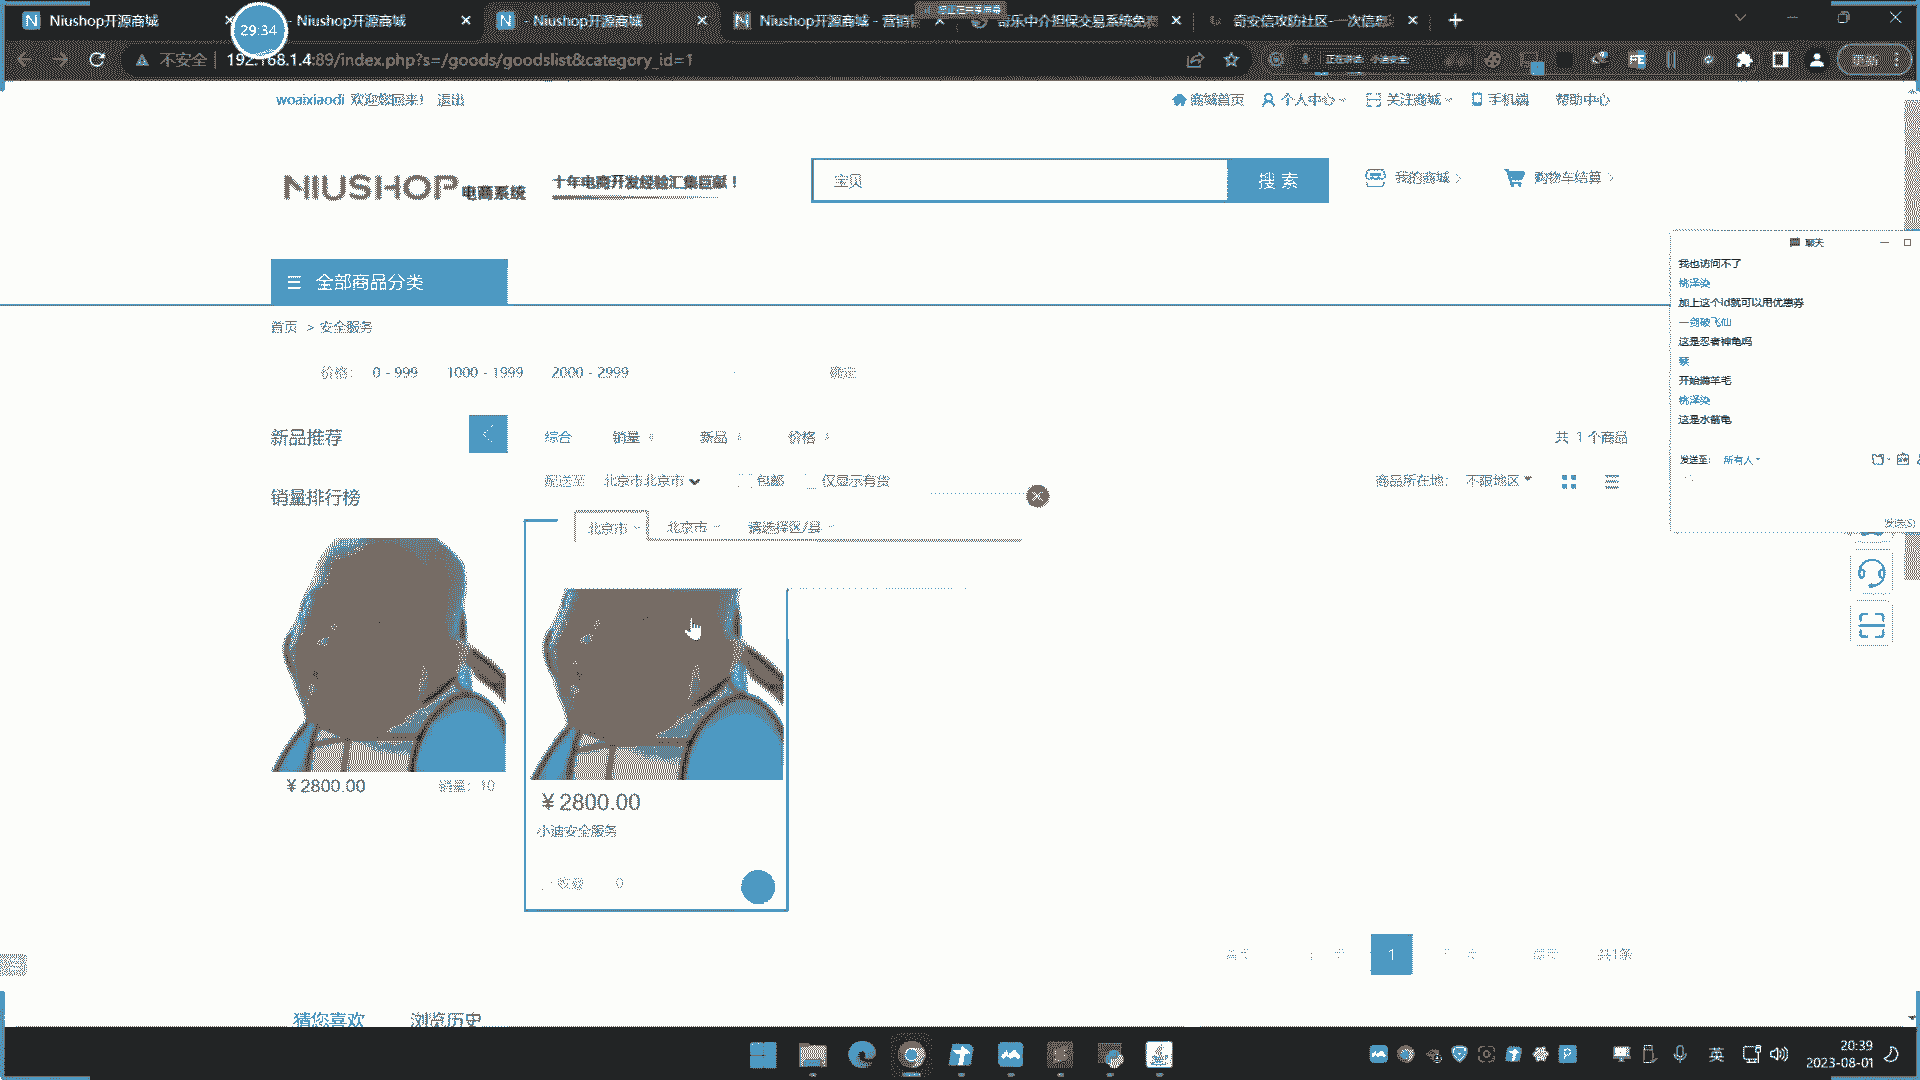 Niushop开源商城
- Niushop开源商城
- Niushop开源商城
Niushop开源商城 - 营销
奇乐中介担保交易系统免费
奇安信攻防社区-一次信息
29:34
不安全
192.168.1.4:89/index.php?s=/goods/goodslist&category_id=1
更新
woaixiaodi 欢迎您回来! 退出
商城首页
个人中心
关注商城
手机端
帮助中心
NIUSHOP 电商系统
十年电商开发经验汇集巨献!
宝贝
搜 索
我的商城
购物车结算
全部商品分类
首页 > 安全服务
价格:
0 - 999
1000 - 1999
2000 - 2999
确定
新品推荐
综合
销量
新品
价格
共 1 个商品
销量排行榜
配送至
北京市北京市
包邮
仅显示有货
商品所在地:
不限地区
北京市
北京市
请选择区/县
¥2800.00
销量: 10
¥2800.00
小迪安全服务
收藏
0
1
共1条
猜您喜欢
浏览历史
聊天
我也访问不了
桃泽染
加上这个id就可以用优惠券
一剑破飞仙
这是忍者神龟吗
开始薅羊毛
桃泽染
这是水箭龟
发送至:
所有人
发送(S)
英
20:39
2023-08-01